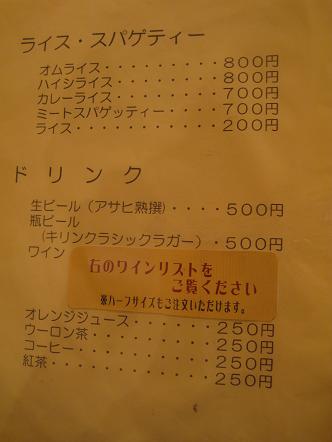 ライス・スパゲティー
オムライス・・・・・・・・・800円
ハイシライス・・・・・・・・800円
カレーライス・・・・・・・・700円
ミートスパゲッティー・・・・700円
ライス・・・・・・・・・・・200円
ドリンク
生ビール（アサヒ熟撰）・・・・500円
瓶ビール
（キリンクラシックラガー）・500円
ワイン
右のワインリストを
ご覧ください
※ハーフサイズもご注文いただけます。
オレンジジュース・・・・・・250円
ウーロン茶・・・・・・・・・250円
コーヒー・・・・・・・・・・250円
紅茶・・・・・・・・・・・・250円